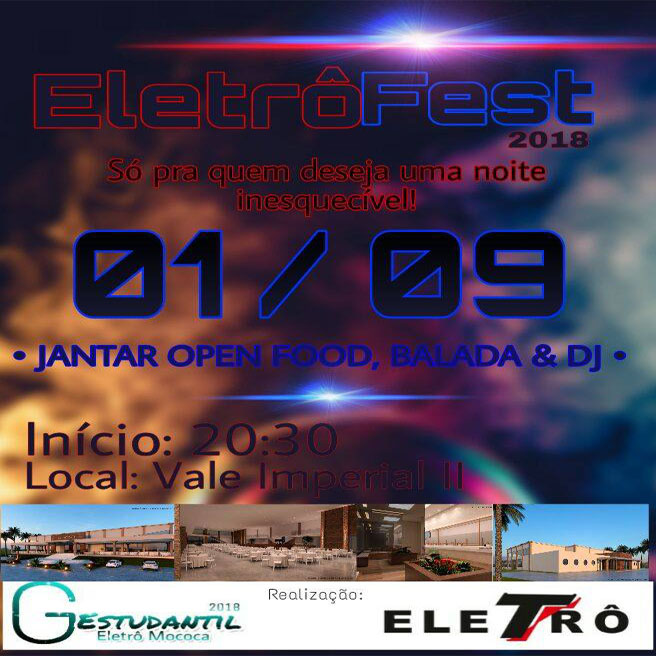 EletrôFest
2018
Só pra quem deseja uma noite
inesquecível!
01/09
• JANTAR OPEN FOOD, BALADA & DJ •
Início: 20:30
Local: Vale Imperial II
Realização:
2018
GESTUDANTIL
Eletrô Mococa
ELETRÔ